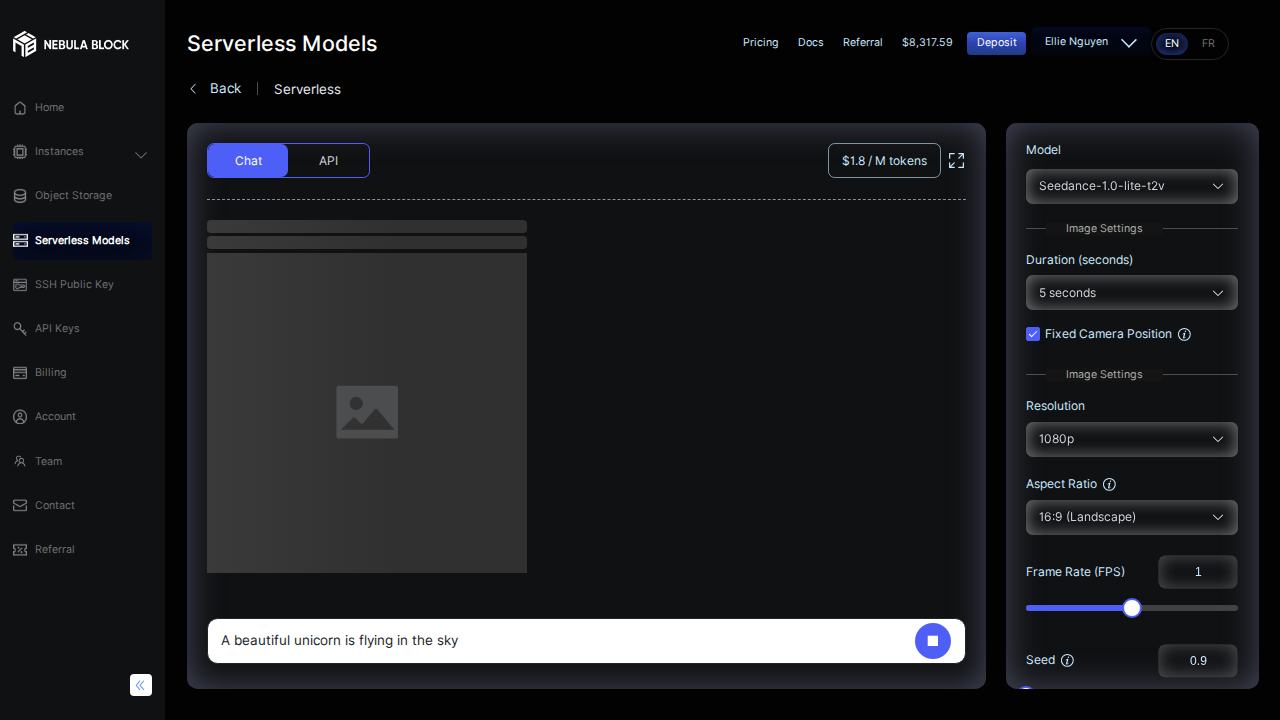 NEBULA BLOCK
Home
Instances
Object Storage
Serverless Models
SSH Public Key
API Keys
Billing
Account
Team
Contact
Referral
Serverless Models
Pricing Docs Referral $8,317.59 Deposit Ellie Nguyen EN FR
Back Serverless
Chat API $1.8 / M tokens
A beautiful unicorn is flying in the sky
Model
Seedance-1.0-lite-t2v
Image Settings
Duration (seconds)
5 seconds
Fixed Camera Position
Image Settings
Resolution
1080p
Aspect Ratio
16:9 (Landscape)
Frame Rate (FPS) 1
Seed 0.9